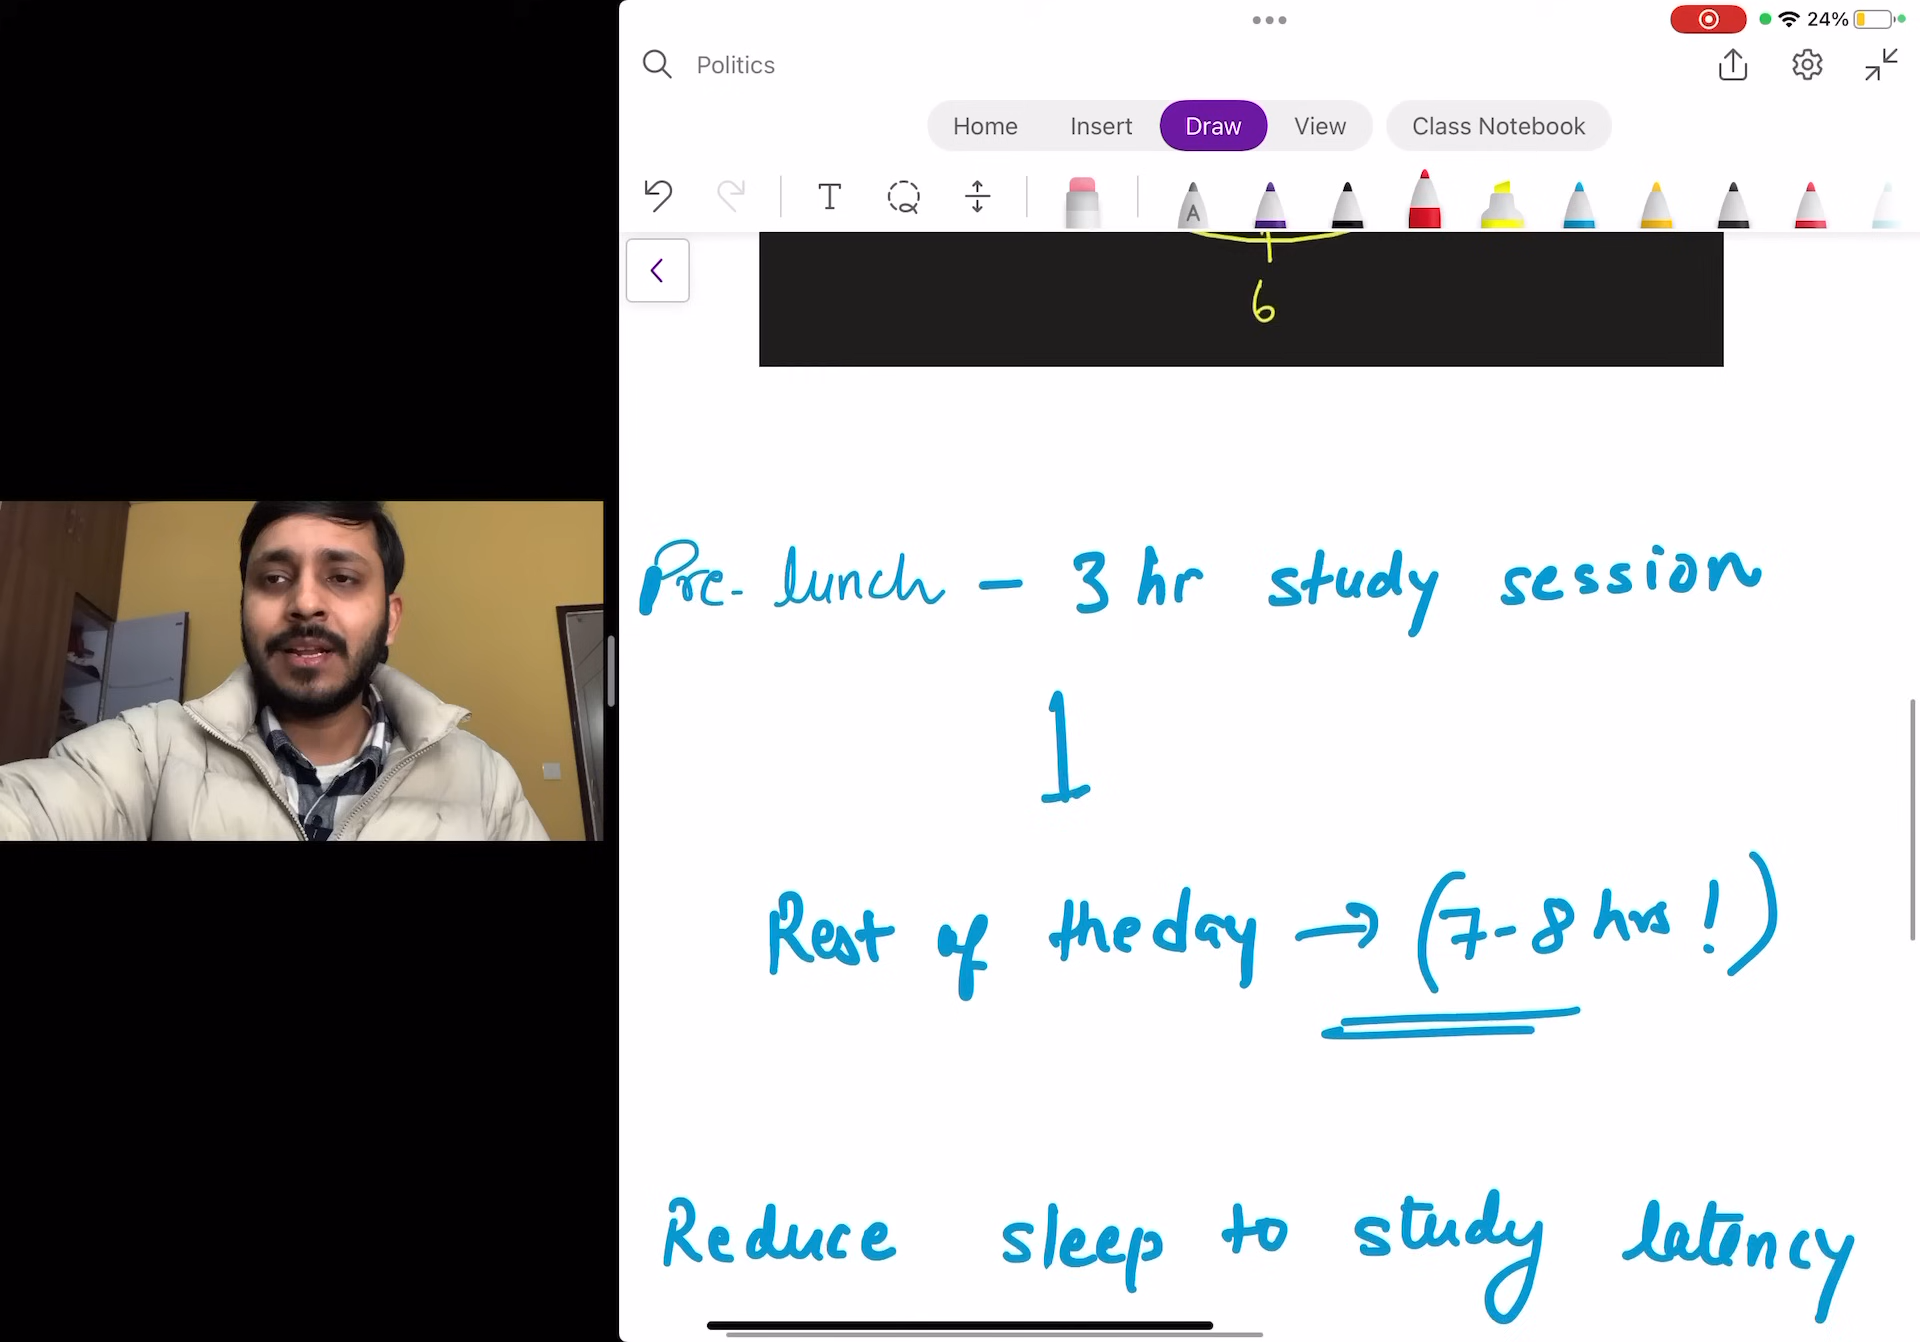 24%
Politics
Home Insert Draw View Class Notebook
T
A
6
Pre-lunch – 3 hr study session
Rest of the day → (7-8 hrs!)
Reduce sleep to study latency